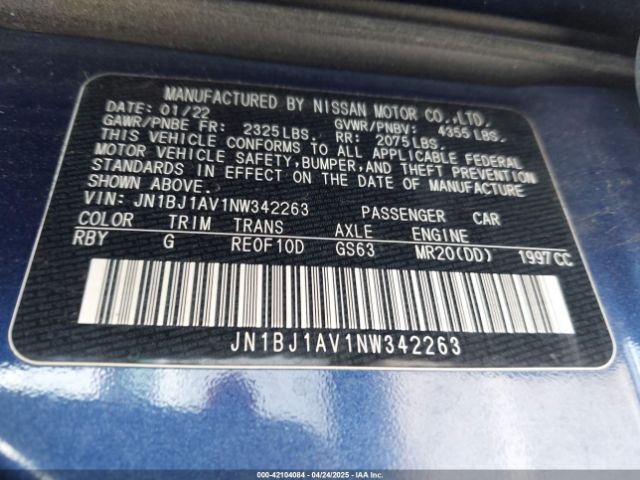 MANUFACTURED BY NISSAN MOTOR CO.,LTD.
DATE: 01/22
GAWR/PNBE FR: 2325LBS. GVWR/PNBV: 4355 LBS.
RR: 2075LBS.
THIS VEHICLE CONFORMS TO ALL APPLICABLE FEDERAL
MOTOR VEHICLE SAFETY,BUMPER,AND THEFT PREVENTION
STANDARDS IN EFFECT ON THE DATE OF MANUFACTURE
SHOWN ABOVE.
VIN: JN1BJ1AV1NW342263 PASSENGER CAR
COLOR TRIM TRANS AXLE ENGINE
RBY G RE0F10D GS63 MR20(DD) 1997CC
JN1BJ1AV1NW342263
000-42104084 - 04/24/2025 - IAA Inc.